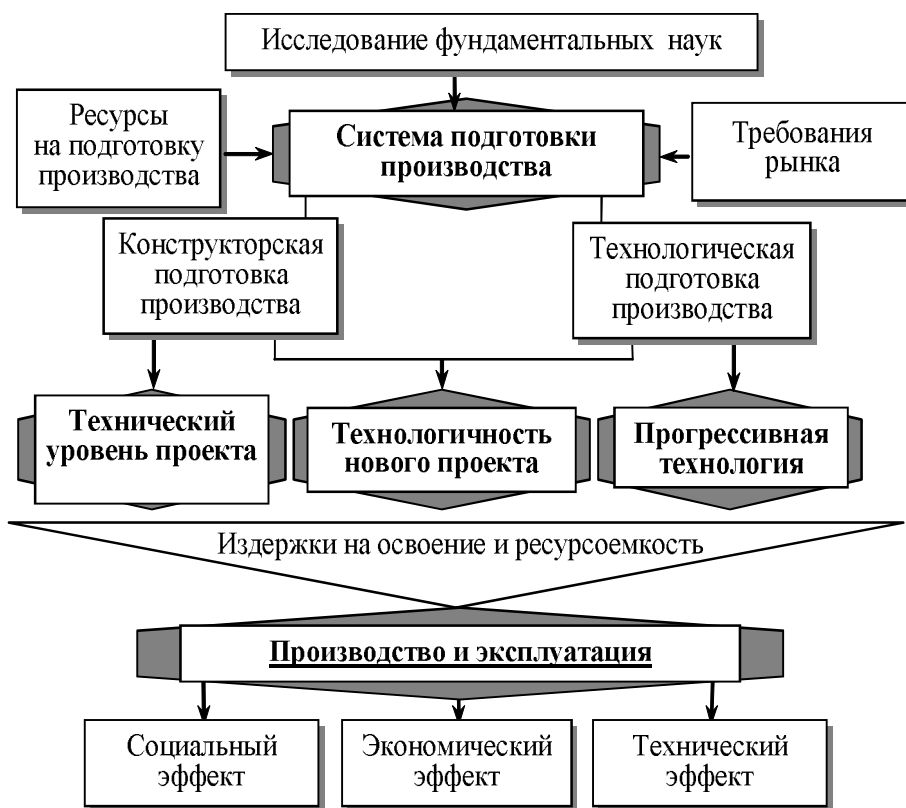 Исследование фундаментальных наук
Ресурсы
на подготовку
производства
Система подготовки
производства
Требования
рынка
Конструкторская
подготовка
производства
Технологическая
подготовка
производства
Технический
уровень проекта
Технологичность
нового проекта
Прогрессивная
технология
Издержки на освоение и ресурсоемкость
Производство и эксплуатация
Социальный
эффект
Экономический
эффект
Технический
эффект